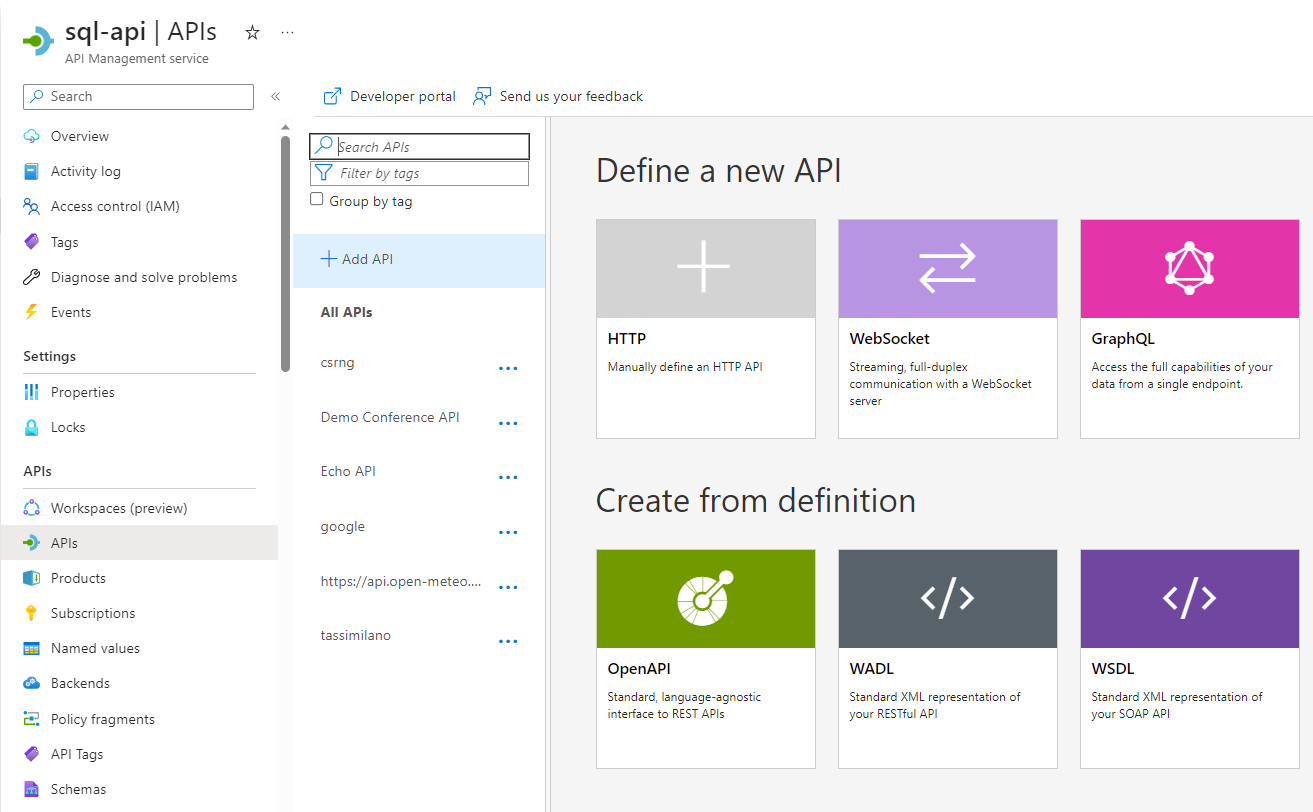 sql-api | APIs
API Management service
Search
Developer portal
Send us your feedback
Overview
Activity log
Access control (IAM)
Tags
Diagnose and solve problems
Events
Settings
Properties
Locks
APIs
Workspaces (preview)
APIs
Products
Subscriptions
Named values
Backends
Policy fragments
API Tags
Schemas
Search APIs
Filter by tags
Group by tag
Add API
All APIs
csrng
Demo Conference API
Echo API
google
https://api.open-meteo....
tassimilano
Define a new API
HTTP
Manually define an HTTP API
WebSocket
Streaming, full-duplex
communication with a WebSocket
server
GraphQL
Access the full capabilities of your
data from a single endpoint.
Create from definition
OpenAPI
Standard, language-agnostic
interface to REST APIs
WADL
Standard XML representation of
your RESTful API
WSDL
Standard XML representation of
your SOAP API